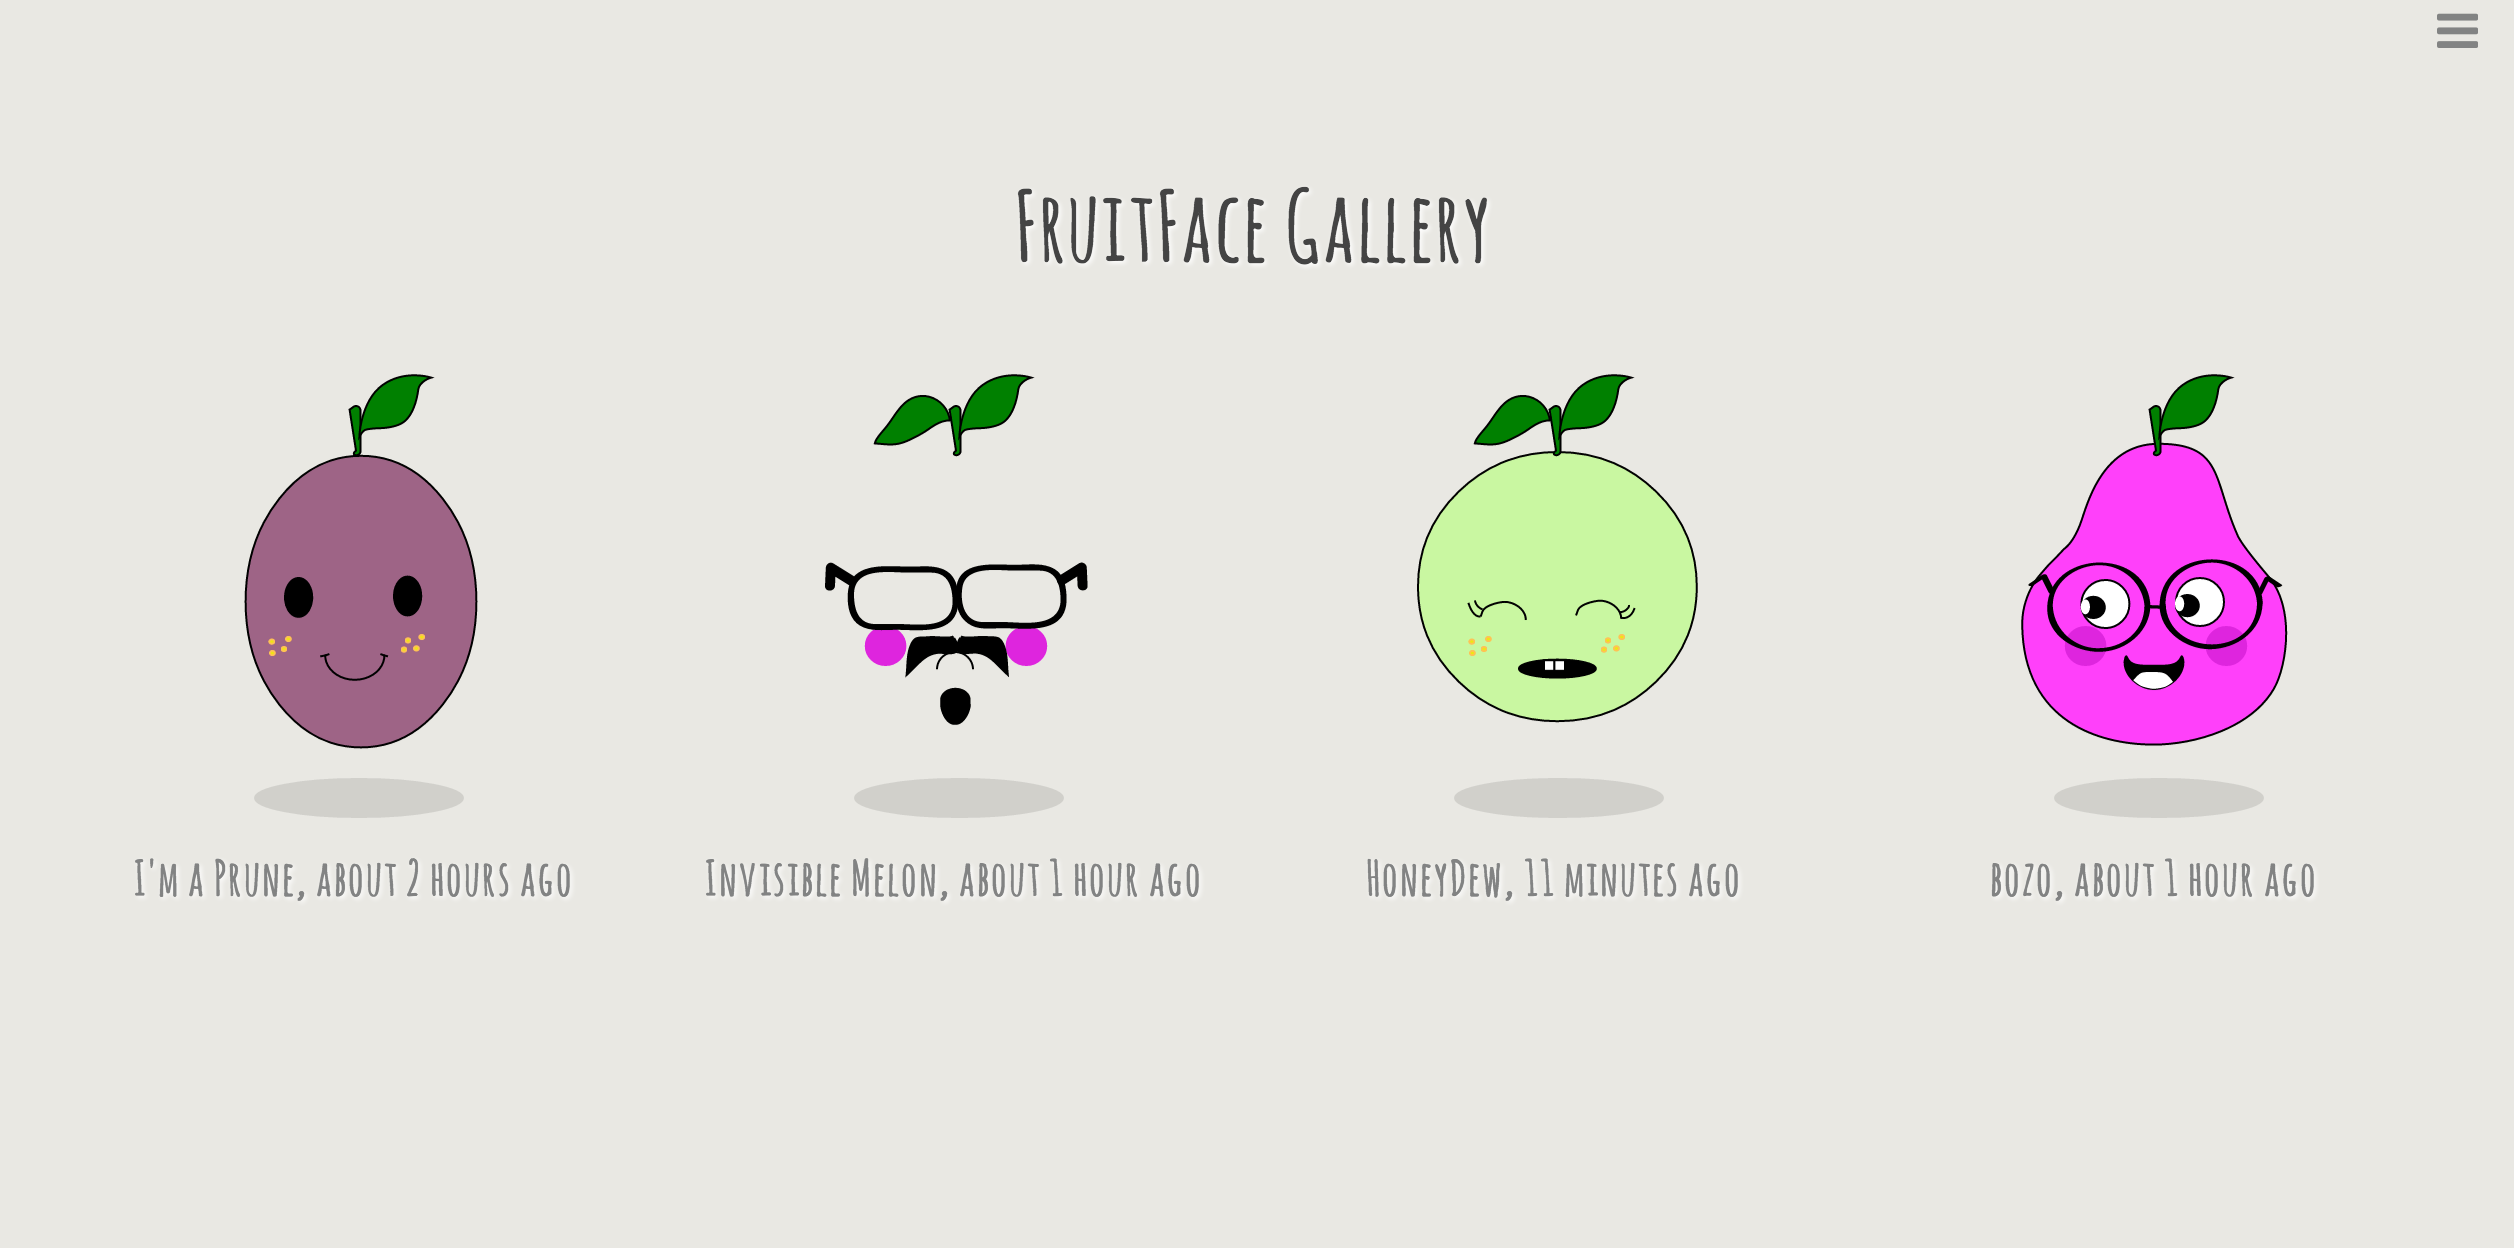 FruitFace Gallery
I'm a Prune, about 2 hours ago
Invisible Melon, about 1 hour ago
HoneyDew, 11 minutes ago
bozo, about 1 hour ago